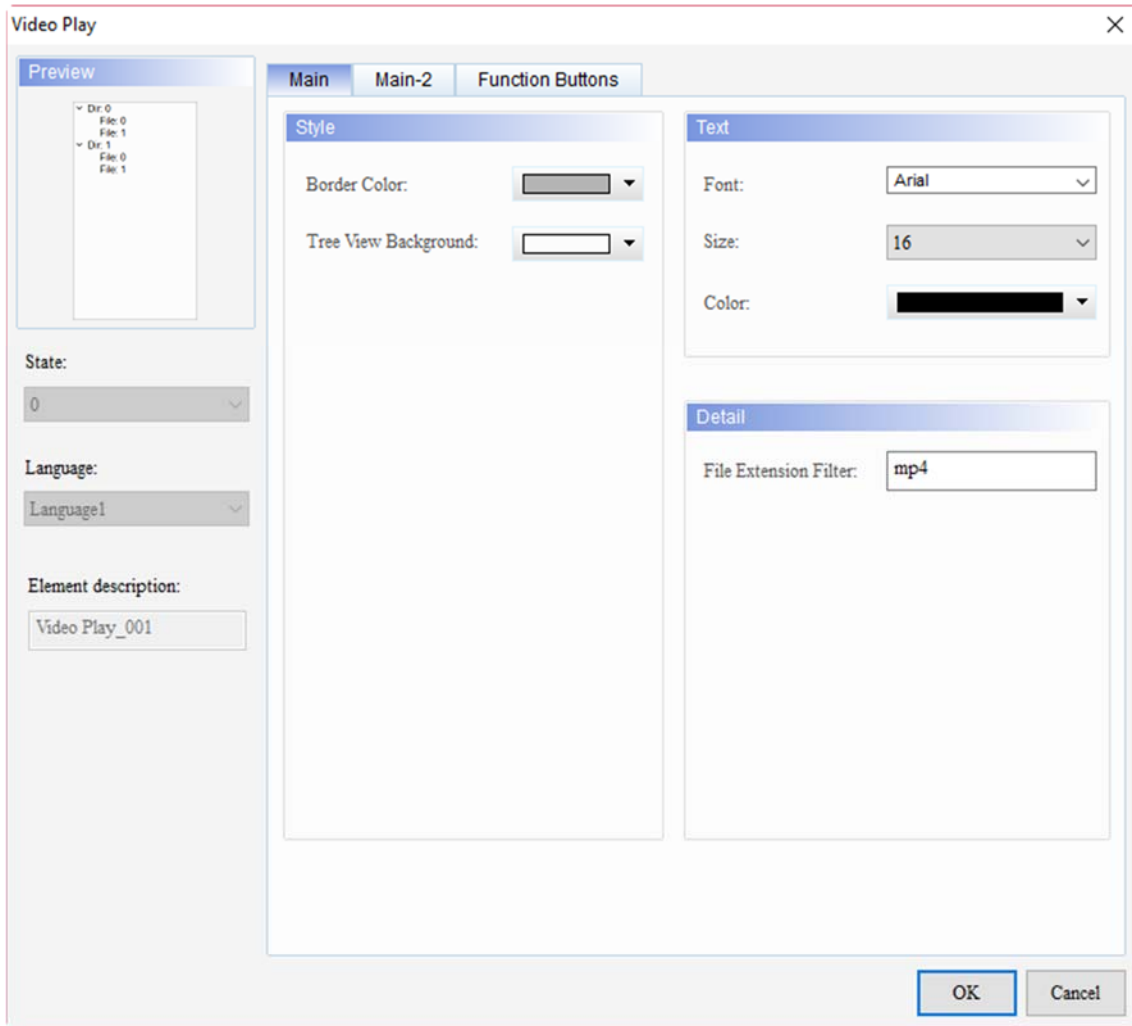 Video Play
Preview
Dir: 0
File: 0
File: 1
Dir: 1
File: 0
File: 1
State:
0
Language:
Language1
Element description:
Video Play_001
Main
Main-2
Function Buttons
Style
Border Color:
Tree View Background:
Text
Font:
Arial
Size:
16
Color:
Detail
File Extension Filter:
mp4
OK
Cancel